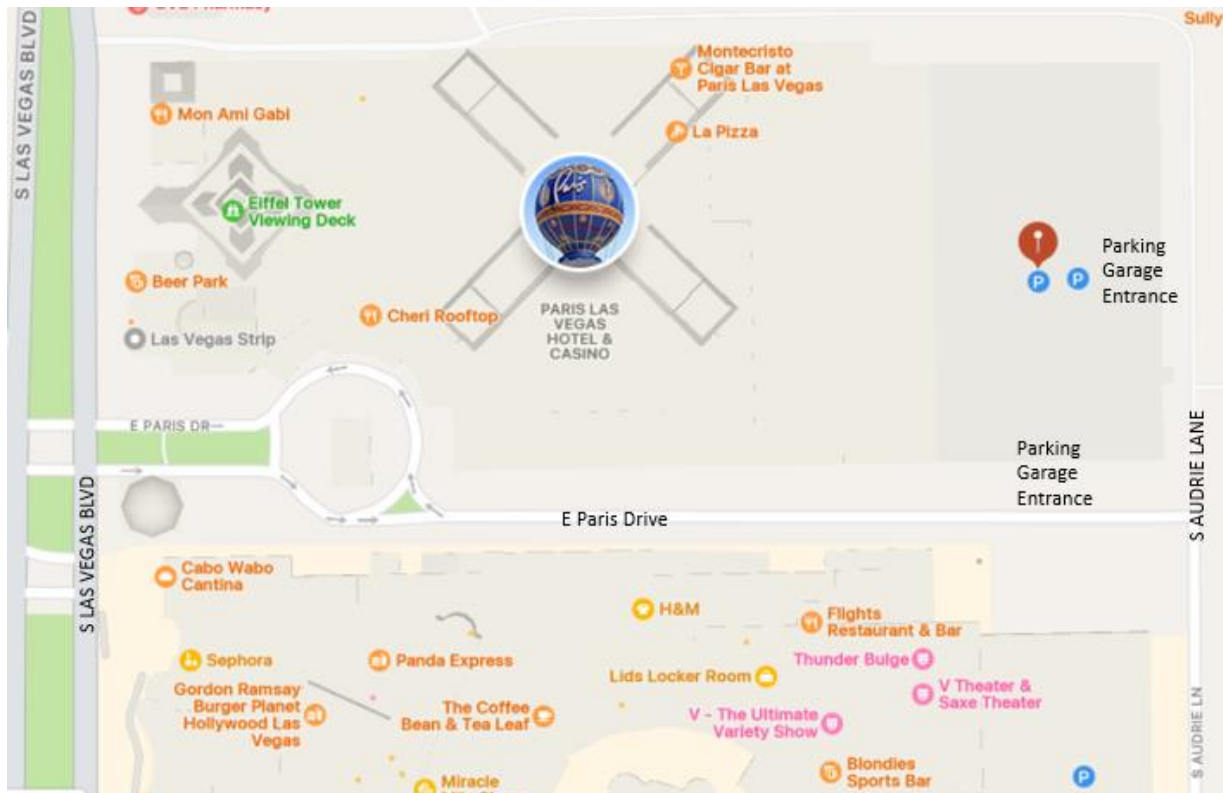 S LAS VEGAS BLVD
Sully
Mon Ami Gabi
Montecristo
Cigar Bar at
Paris Las Vegas
La Pizza
Paris
Eiffel Tower
Viewing Deck
Beer Park
Las Vegas Strip
Cheri Rooftop
PARIS LAS
VEGAS
HOTEL &
CASINO
Parking
Garage
Entrance
P
P
E PARIS DR
Parking
Garage
Entrance
S AUDRIE LANE
S LAS VEGAS BLVD
E Paris Drive
Cabo Wabo
Cantina
H&M
Flights
Restaurant & Bar
Sephora
Panda Express
Thunder Bulge
Lids Locker Room
V Theater &
Saxe Theater
Gordon Ramsay
Burger Planet
Hollywood Las
Vegas
The Coffee
Bean & Tea Leaf
V - The Ultimate
Variety Show
S AUDRIE LN
Blondies
Sports Bar
P
Miracle